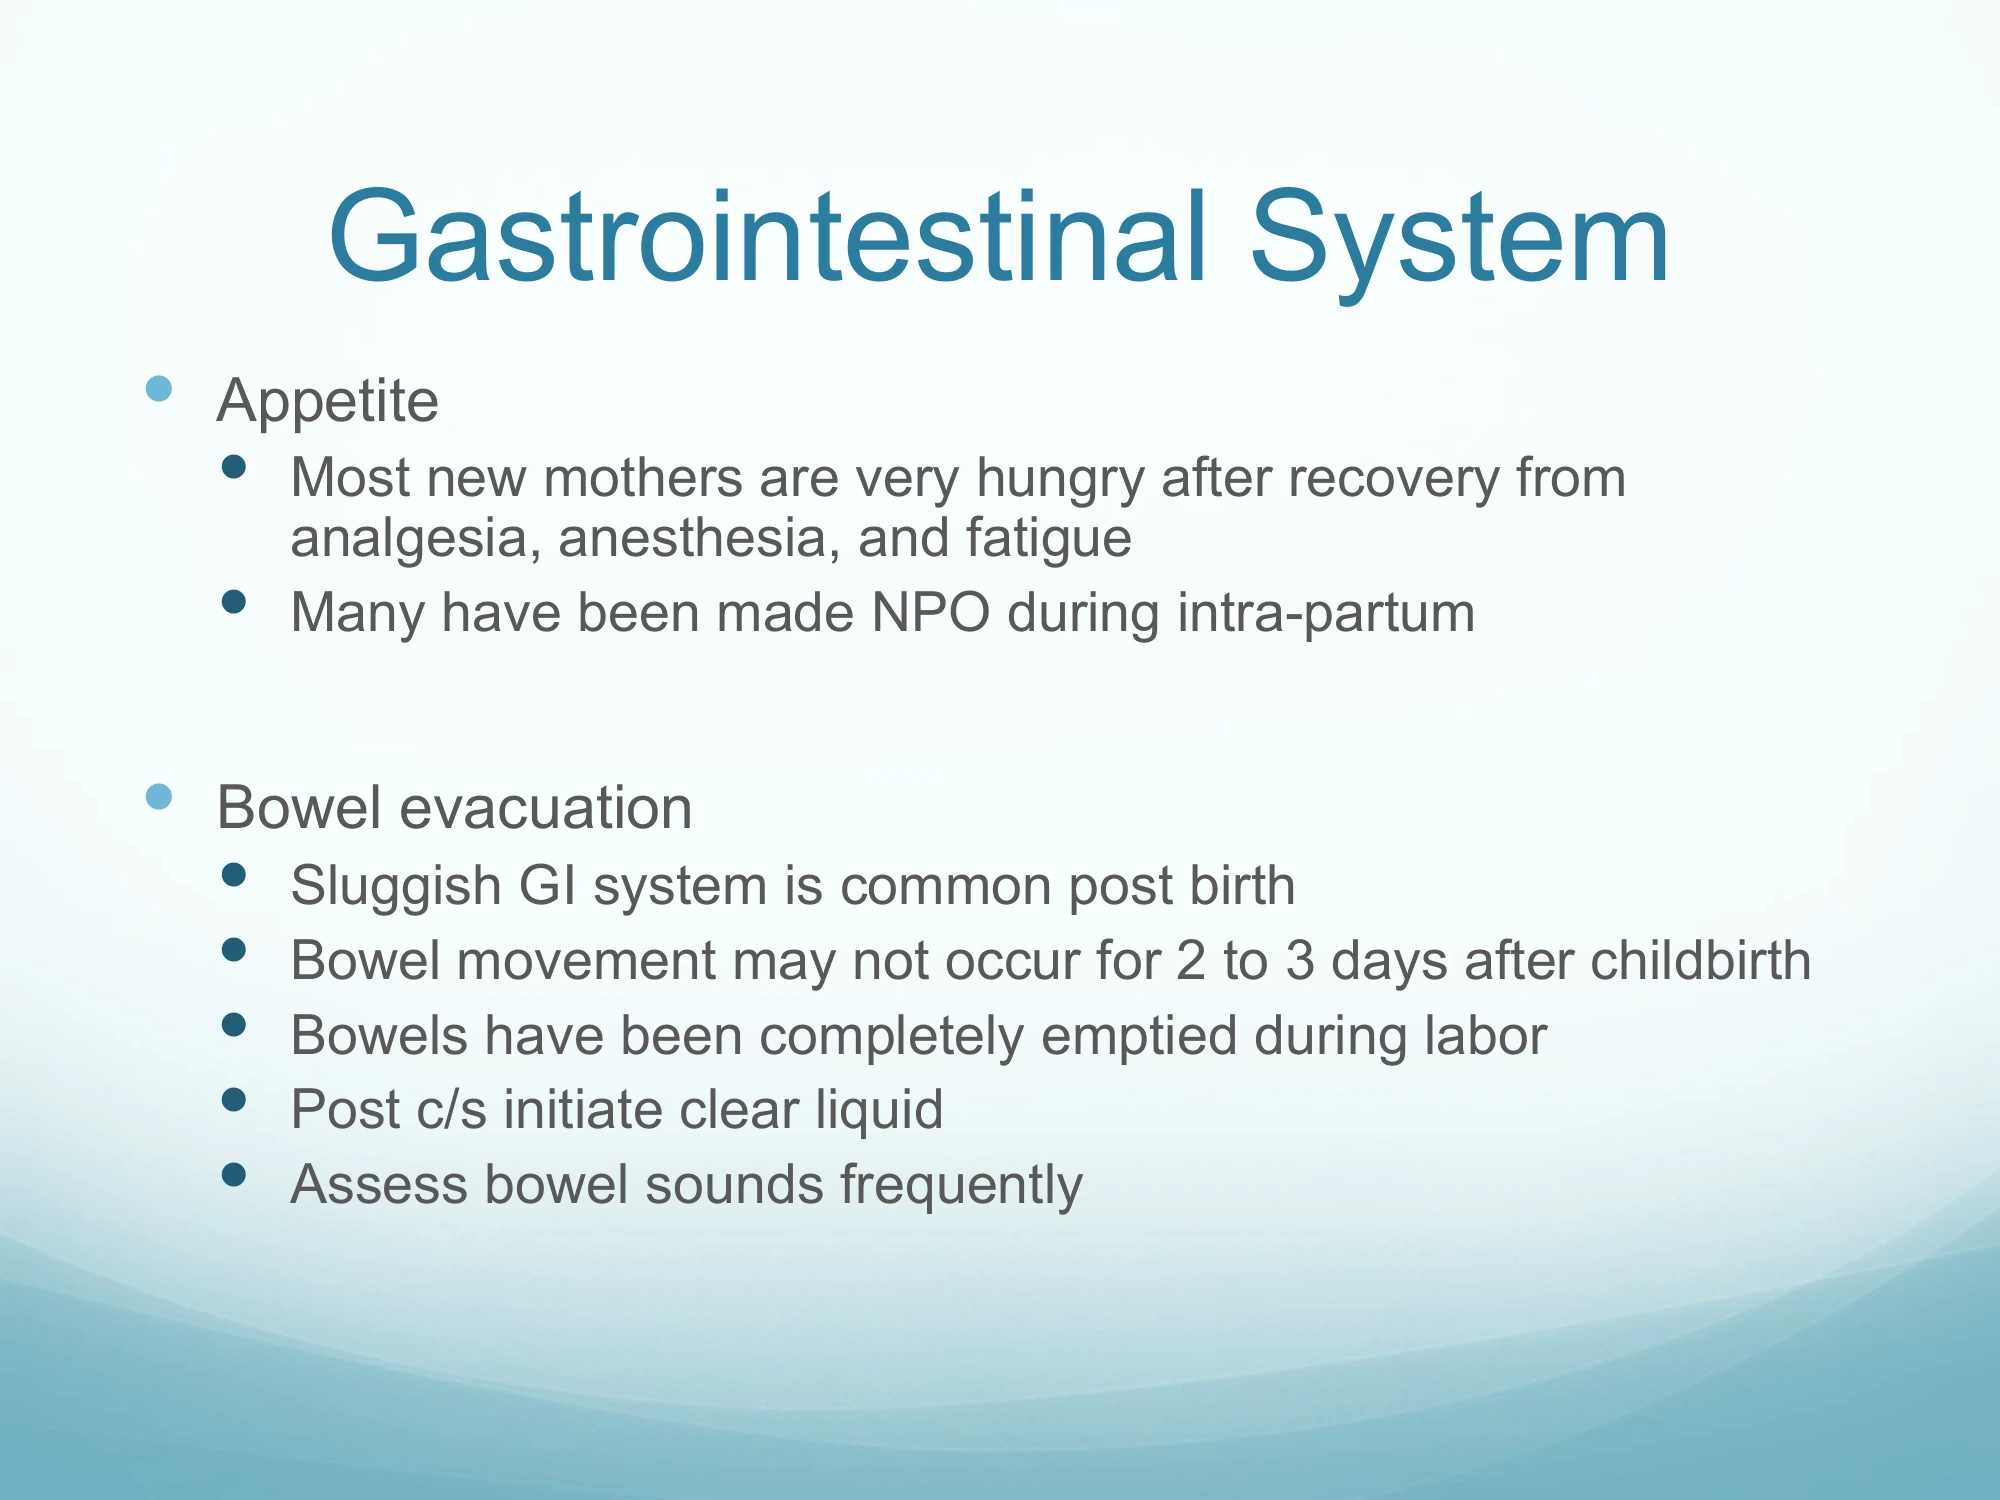 Gastrointestinal System
• Appetite
• Most new mothers are very hungry after recovery from
analgesia, anesthesia, and fatigue
• Many have been made NPO during intra-partum
• Bowel evacuation
• Sluggish GI system is common post birth
• Bowel movement may not occur for 2 to 3 days after childbirth
• Bowels have been completely emptied during labor
• Post c/s initiate clear liquid
• Assess bowel sounds frequently